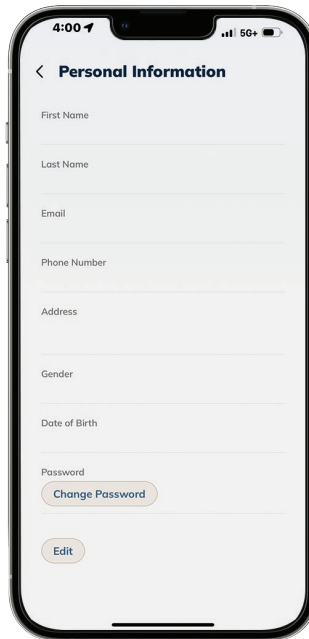 4:00
5G+
Personal Information
First Name
Last Name
Email
Phone Number
Address
Gender
Date of Birth
Password
Change Password
Edit